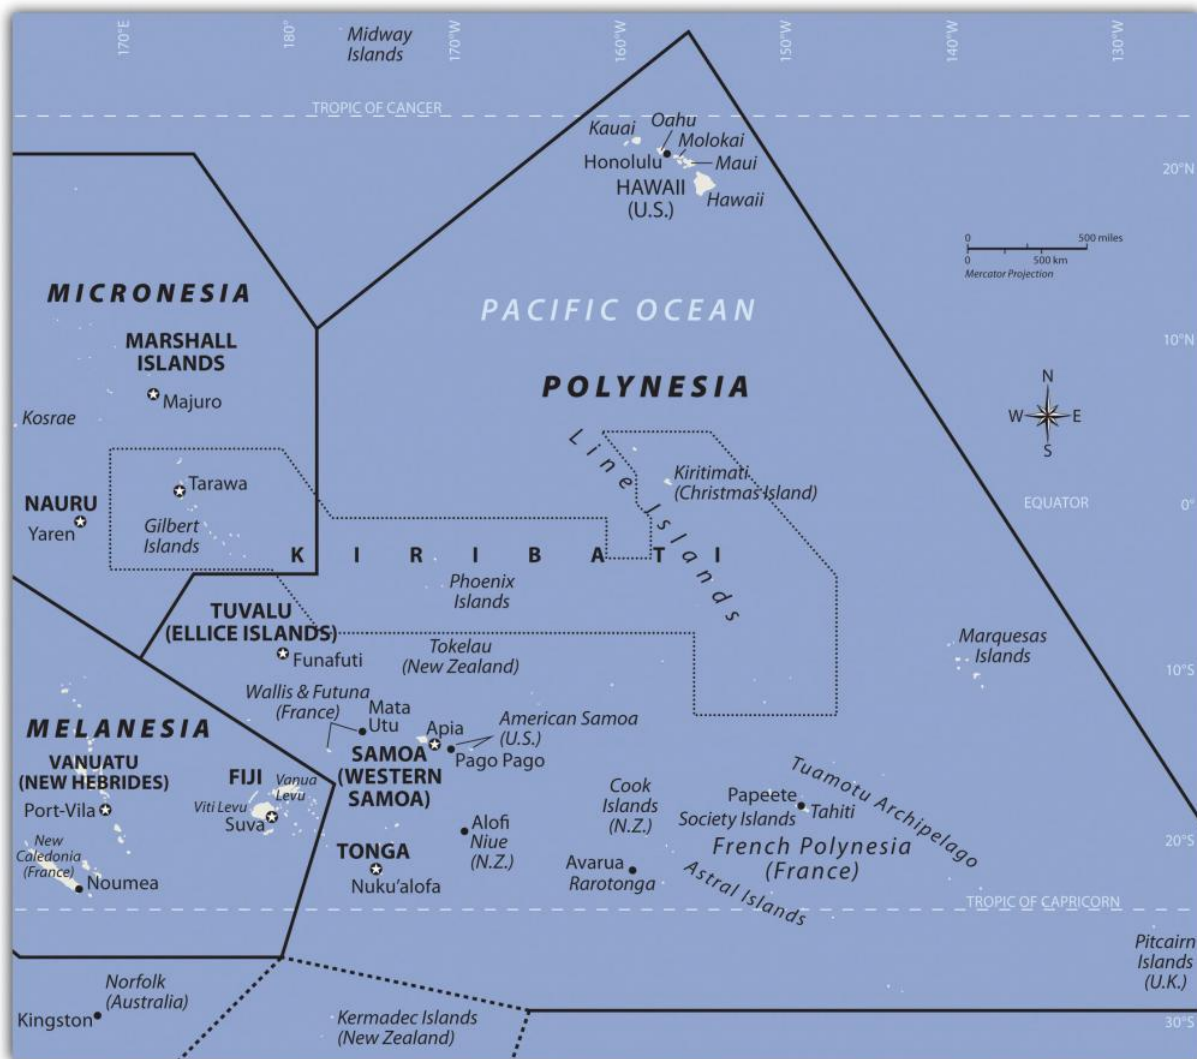 170°E
180°
170°W
160°W
150°W
140°W
130°W
Midway
Islands
TROPIC OF CANCER
Kauai
Oahu
Molokai
Honolulu
Maui
HAWAII
(U.S.)
Hawaii
20°N
0
500 miles
0
500 km
Mercator Projection
MICRONESIA
PACIFIC OCEAN
MARSHALL
ISLANDS
Majuro
10°N
POLYNESIA
N
W
E
S
Kosrae
Line Islands
Kiritimati
(Christmas Island)
Tarawa
NAURU
Yaren
Gilbert
Islands
EQUATOR
0°
KIRIBATI
Phoenix
Islands
TUVALU
(ELLICE ISLANDS)
Funafuti
Tokelau
(New Zealand)
Marquesas
Islands
10°S
Wallis & Futuna
(France)
Mata
Utu
Apia
American Samoa
(U.S.)
Pago Pago
SAMOA
(WESTERN
SAMOA)
MELANESIA
VANUATU
(NEW HEBRIDES)
Port-Vila
FIJI
Vanua
Levu
Viti Levu
Suva
New
Caledonia
(France)
Noumea
TONGA
Nuku'alofa
Alofi
Niue
(N.Z.)
Cook
Islands
(N.Z.)
Avarua
Rarotonga
Papeete
Tahiti
Society Islands
Tuamotu Archipelago
French Polynesia
(France)
Astral Islands
20°S
TROPIC OF CAPRICORN
Pitcairn
Islands
(U.K.)
Norfolk
(Australia)
Kingston
Kermadec Islands
(New Zealand)
30°S